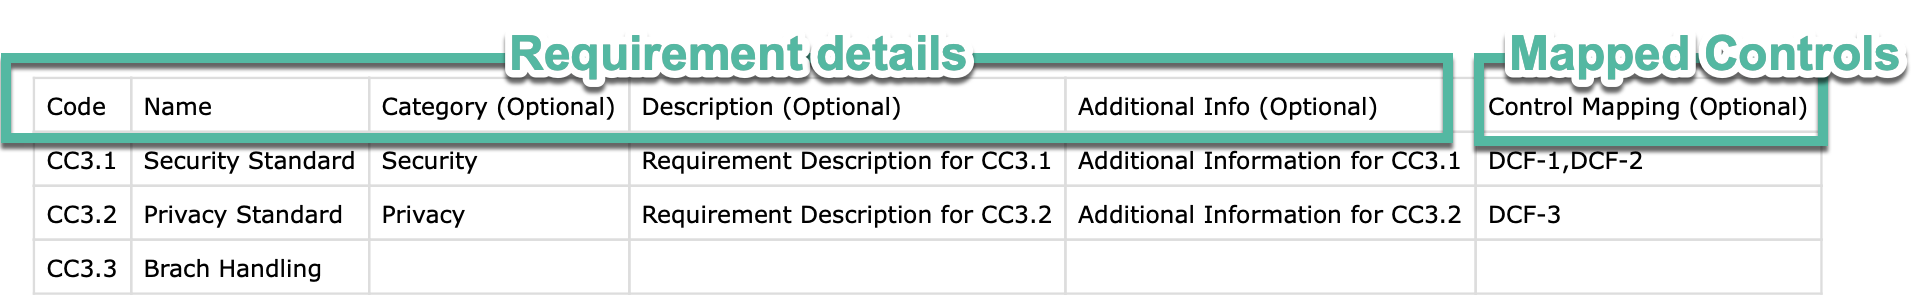 Requirement details Mapped Controls
Code Name Category (Optional) Description (Optional) Additional Info (Optional) Control Mapping (Optional)
CC3.1 Security Standard Security Requirement Description for CC3.1 Additional Information for CC3.1 DCF-1,DCF-2
CC3.2 Privacy Standard Privacy Requirement Description for CC3.2 Additional Information for CC3.2 DCF-3
CC3.3 Brach Handling